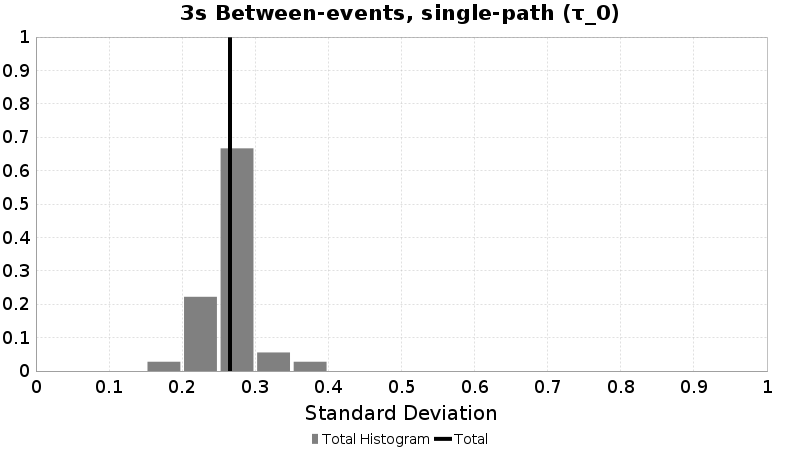 3s Between-events, single-path (τ_0)
1
0.9
0.8
0.7
0.6
0.5
0.4
0.3
0.2
0.1
0
0 0.1 0.2 0.3 0.4 0.5 0.6 0.7 0.8 0.9 1
Standard Deviation
Total Histogram Total